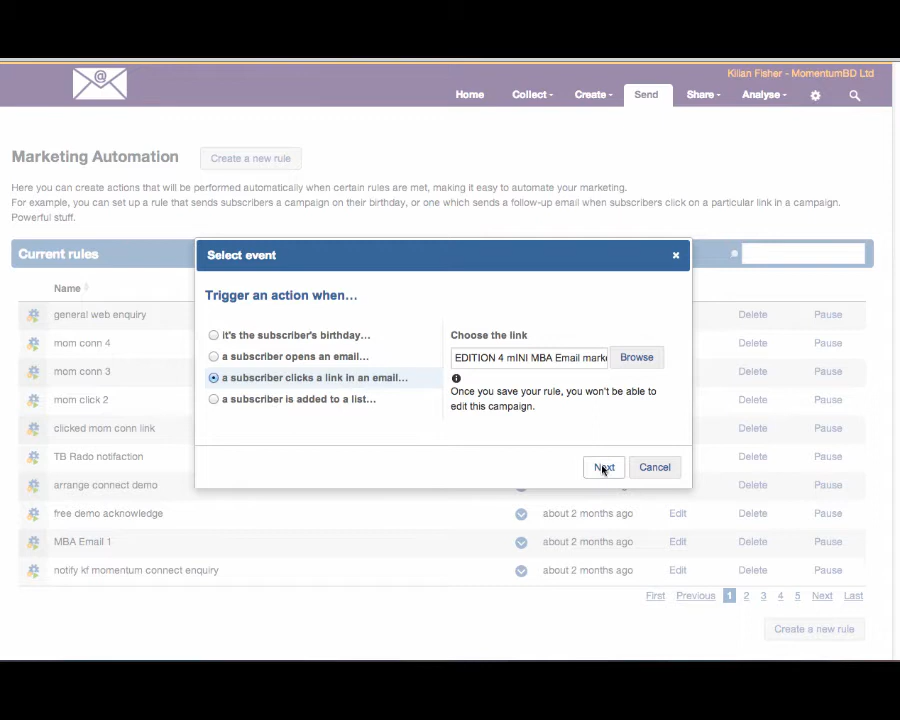 Kilian Fisher - MomentumBD Ltd
@
Home Collect Create Send Share Analyse
Marketing Automation Create a new rule
Here you can create actions that will be performed automatically when certain rules are met, making it easy to automate your marketing.
For example, you can set up a rule that sends subscribers a campaign on their birthday, or one which sends a follow-up email when subscribers click on a particular link in a campaign.
Powerful stuff.
Current rules
Select event ×
Name
Trigger an action when...
general web enquiry Delete Pause
it's the subscriber's birthday... Choose the link
mom conn 4 Delete Pause
a subscriber opens an email... EDITION 4 mINI MBA Email mark Browse
mom conn 3 Delete Pause
a subscriber clicks a link in an email...
Once you save your rule, you won't be able to
edit this campaign.
mom click 2 Delete Pause
a subscriber is added to a list...
clicked mom conn link Delete Pause
TB Rado notifaction Delete Pause
Next Cancel
arrange connect demo Delete Pause
free demo acknowledge about 2 months ago Edit Delete Pause
MBA Email 1 about 2 months ago Edit Delete Pause
notify kf momentum connect enquiry about 2 months ago Edit Delete Pause
First Previous 1 2 3 4 5 Next Last
Create a new rule